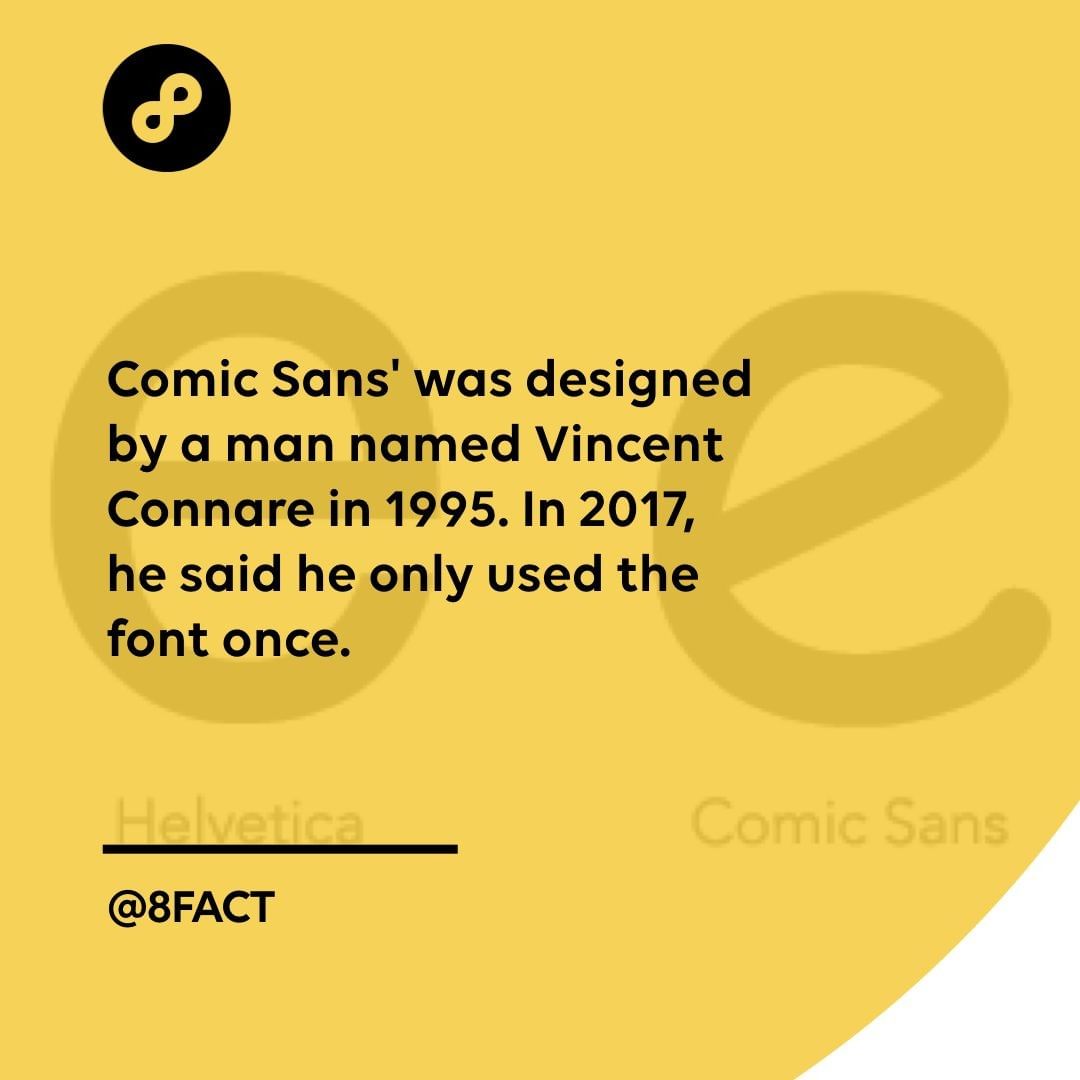 Comic Sans' was designed
by a man named Vincent
Connare in 1995. In 2017,
he said he only used the
font once.
e e
Helvetica Comic Sans
@8FACT